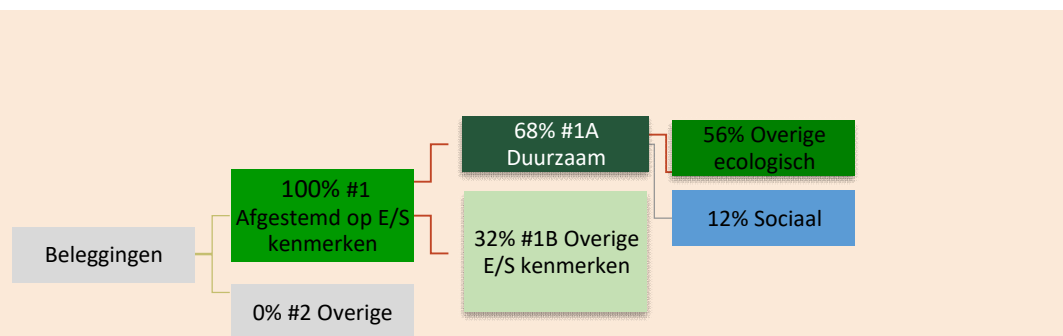 Beleggingen
100% #1
Afgestemd op E/S
kenmerken
0% #2 Overige
68% #1A
Duurzaam
32% #1B Overige
E/S kenmerken
56% Overige
ecologisch
12% Sociaal